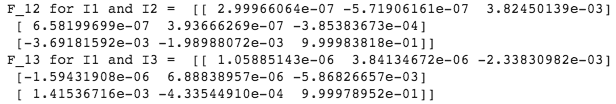 F_12 for I1 and I2 =  [[ 2.99966064e-07 -5.71906161e-07  3.82450139e-03]
 [ 6.58199699e-07  3.93666269e-07 -3.85383673e-04]
 [-3.69181592e-03 -1.98988072e-03  9.99983818e-01]]
F_13 for I1 and I3 =  [[ 1.05885143e-06  3.84134672e-06 -2.33830982e-03]
 [-1.59431908e-06  6.88838957e-06 -5.86826657e-03]
 [ 1.41536716e-03 -4.33544910e-04  9.99978952e-01]]